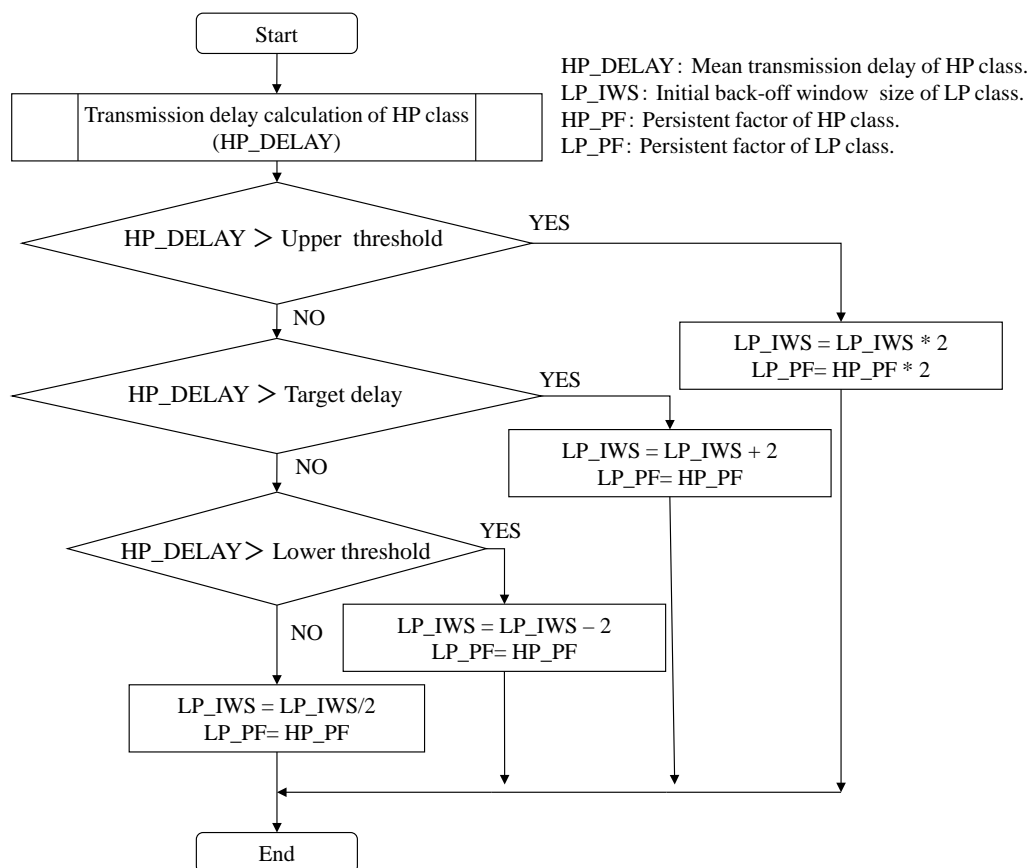 Start
HP_DELAY: Mean transmission delay of HP class.
LP_IWS: Initial back-off window size of LP class.
HP_PF: Persistent factor of HP class.
LP_PF: Persistent factor of LP class.
Transmission delay calculation of HP class
(HP_DELAY)
HP_DELAY > Upper threshold
YES
NO
LP_IWS = LP_IWS * 2
LP_PF= HP_PF * 2
HP_DELAY > Target delay
YES
NO
LP_IWS = LP_IWS + 2
LP_PF= HP_PF
HP_DELAY > Lower threshold
YES
NO
LP_IWS = LP_IWS – 2
LP_PF= HP_PF
LP_IWS = LP_IWS/2
LP_PF= HP_PF
End